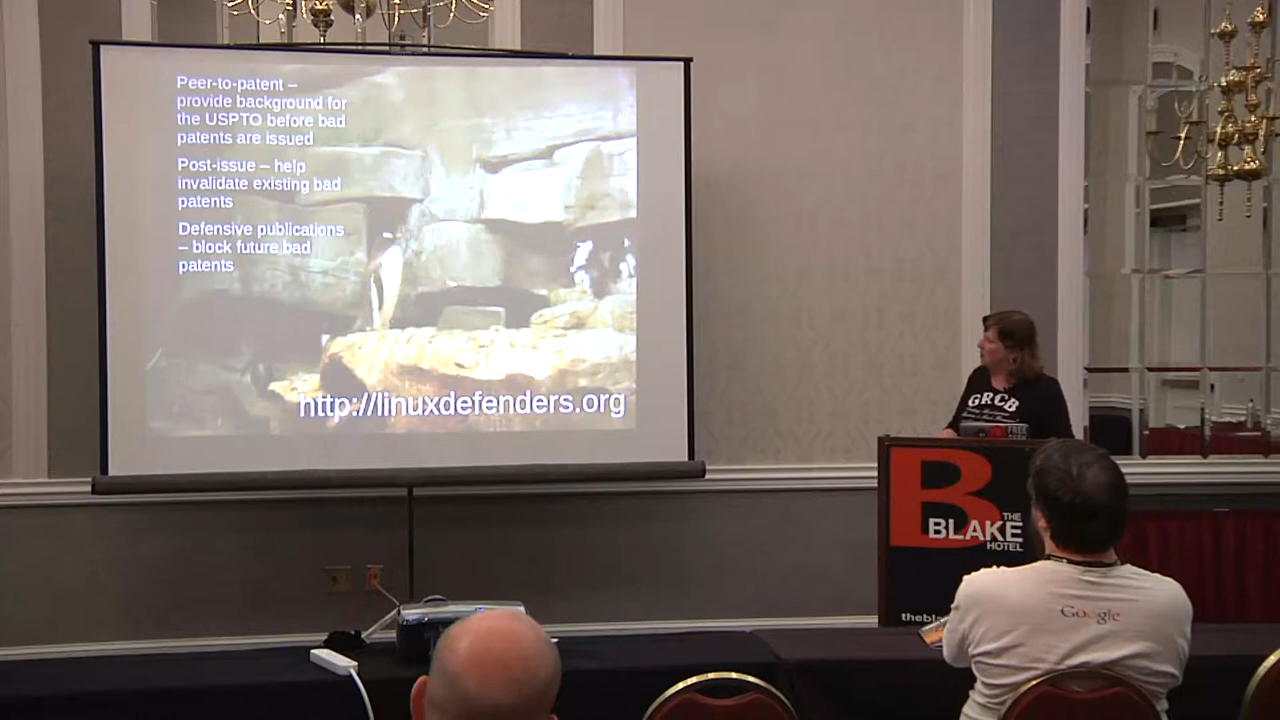 Peer-to-patent –
provide background for
the USPTO before bad
patents are issued
Post-issue – help
invalidate existing bad
patents
Defensive publications
– block future bad
patents
http://linuxdefenders.org
GRCB
FREE
B
THE
BLAKE
HOTEL
Google